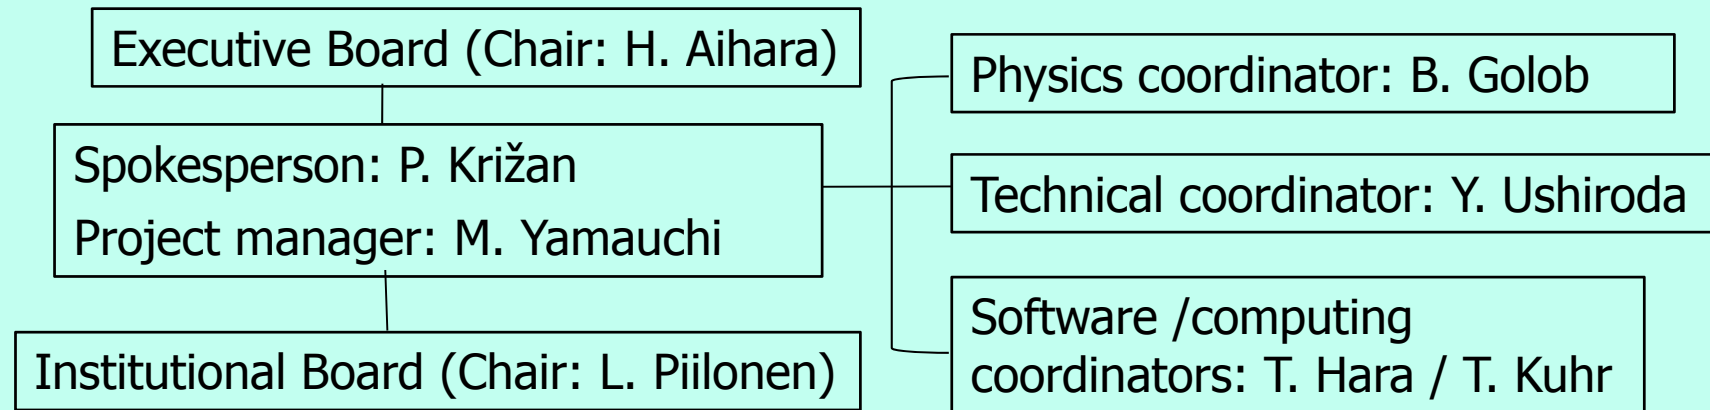 Executive Board (Chair: H. Aihara)
Spokesperson: P. Križan
Project manager: M. Yamauchi
Institutional Board (Chair: L. Piilonen)
Physics coordinator: B. Golob
Technical coordinator: Y. Ushiroda
Software /computing
coordinators: T. Hara / T. Kuhr